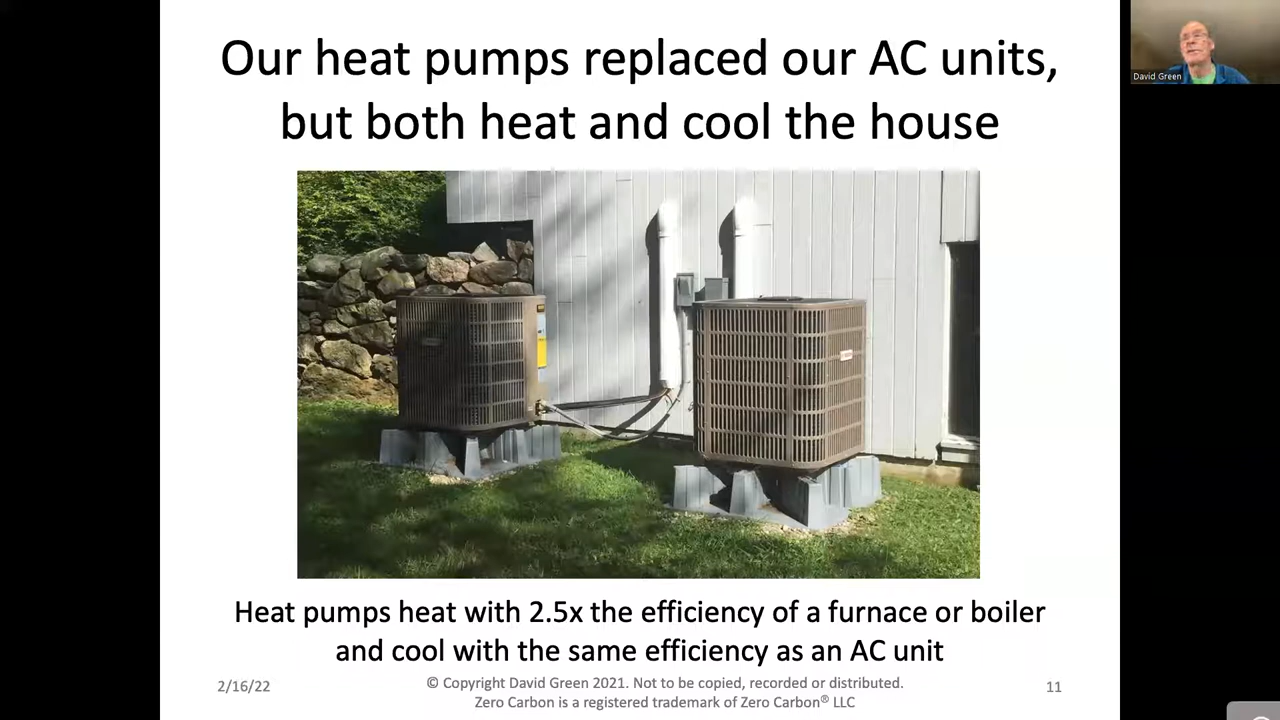 Our heat pumps replaced our AC units,
but both heat and cool the house
David Green
Heat pumps heat with 2.5x the efficiency of a furnace or boiler
and cool with the same efficiency as an AC unit
2/16/22
© Copyright David Green 2021. Not to be copied, recorded or distributed.
Zero Carbon is a registered trademark of Zero Carbon® LLC
11